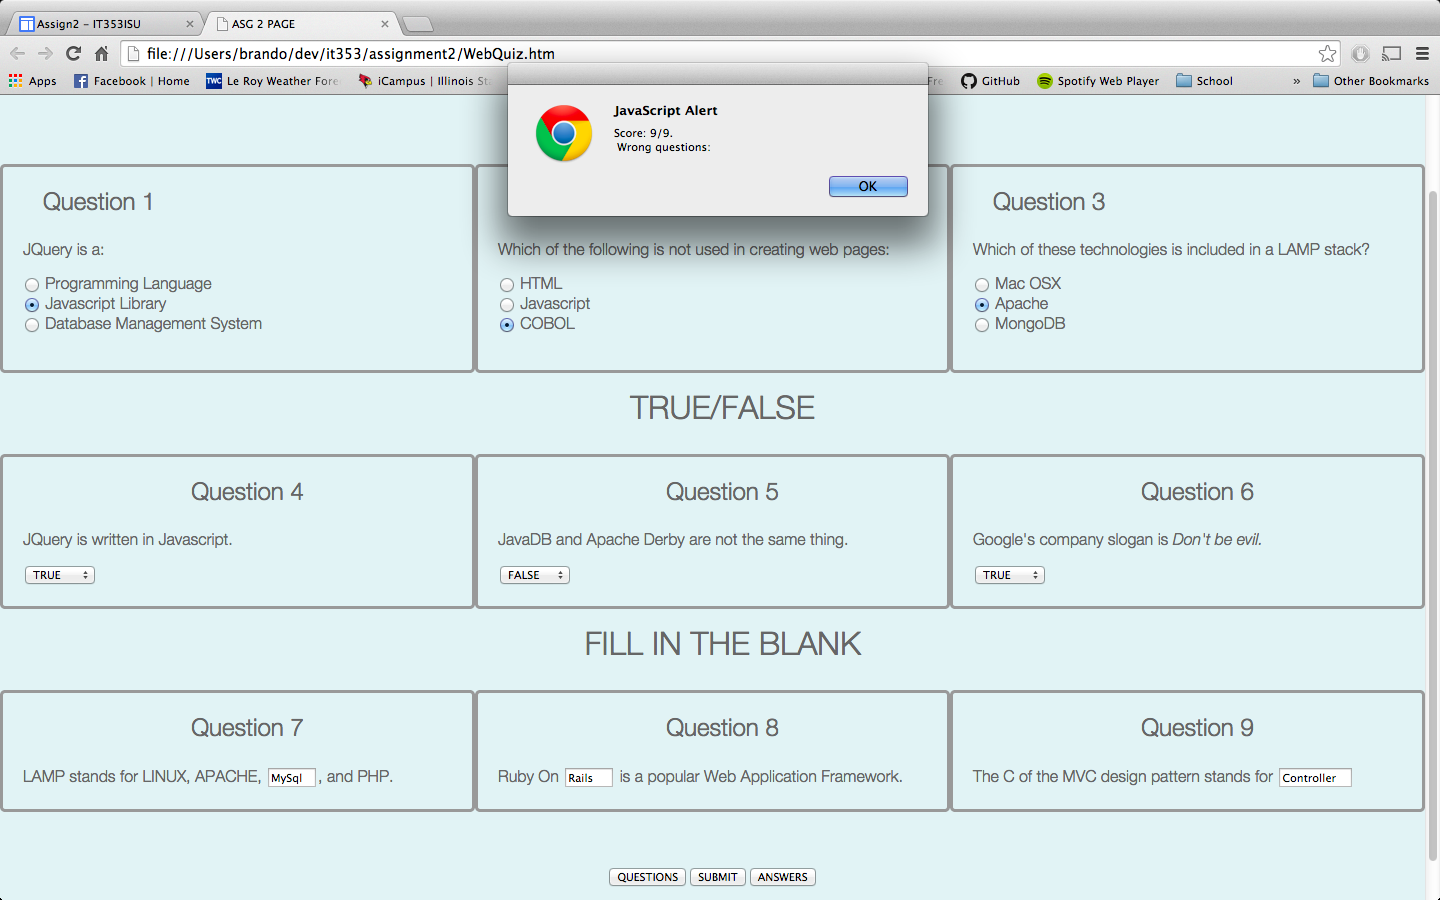 Assign2 – IT353ISU
ASG 2 PAGE
file:///Users/brando/dev/it353/assignment2/WebQuiz.htm
Apps
Facebook | Home
TWC Le Roy Weather Fore
iCampus | Illinois St
Fre
GitHub
Spotify Web Player
School
»
Other Bookmarks
JavaScript Alert
Score: 9/9.
Wrong questions:
OK
Question 1
JQuery is a:
Programming Language
Javascript Library
Database Management System
Which of the following is not used in creating web pages:
HTML
Javascript
COBOL
Question 3
Which of these technologies is included in a LAMP stack?
Mac OSX
Apache
MongoDB
TRUE/FALSE
Question 4
JQuery is written in Javascript.
TRUE
Question 5
JavaDB and Apache Derby are not the same thing.
FALSE
Question 6
Google's company slogan is Don't be evil.
TRUE
FILL IN THE BLANK
Question 7
LAMP stands for LINUX, APACHE, MySql , and PHP.
Question 8
Ruby On Rails is a popular Web Application Framework.
Question 9
The C of the MVC design pattern stands for Controller
QUESTIONS SUBMIT ANSWERS